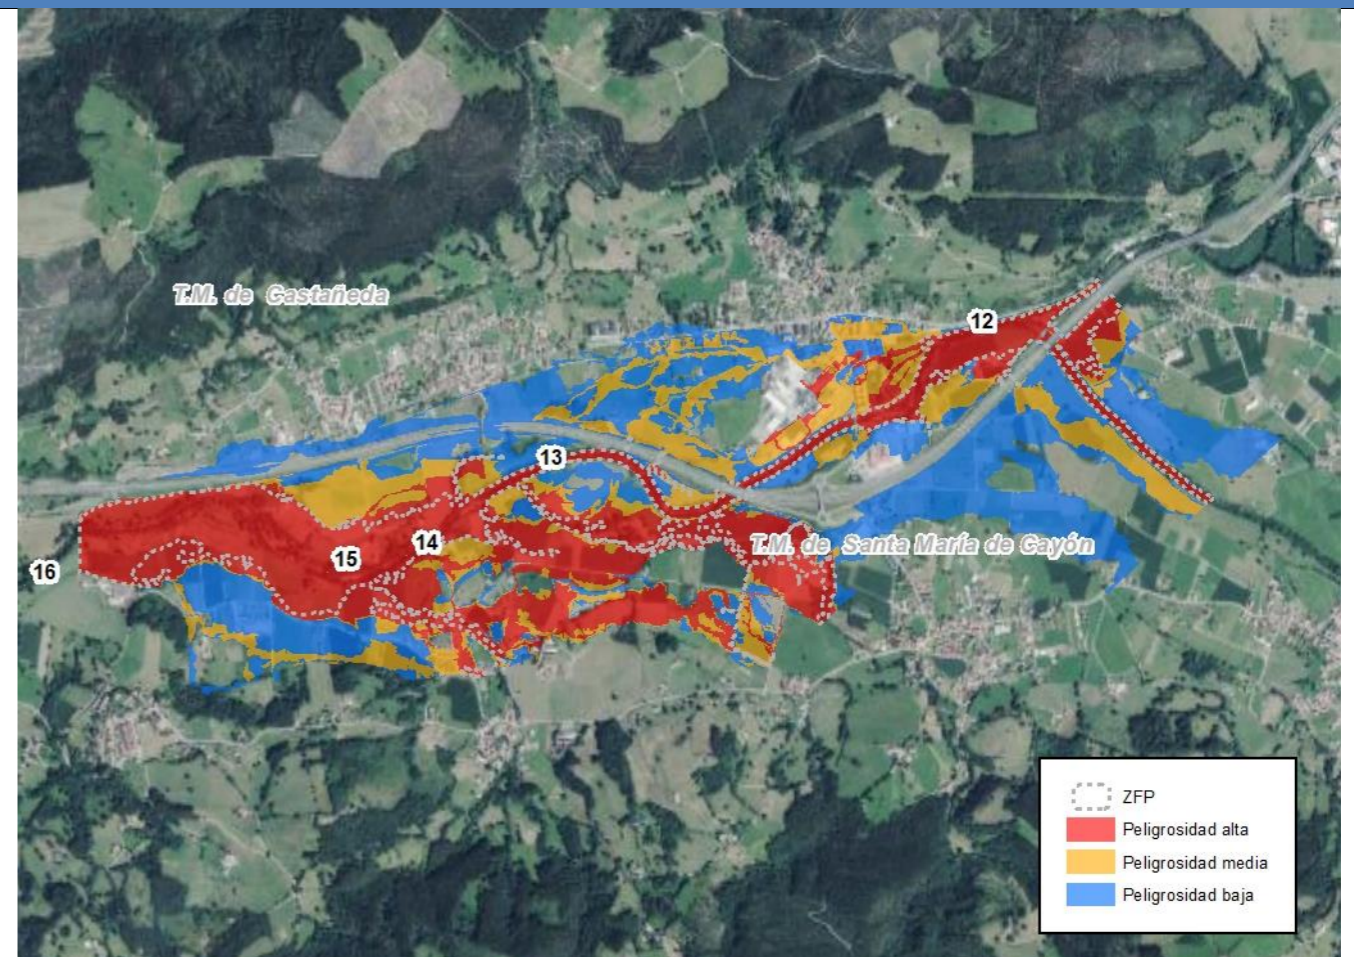 T.M. de Castañeda
12
13
14
T.M. de Santa María de Cayón
15
16
ZFP
Peligrosidad alta
Peligrosidad media
Peligrosidad baja